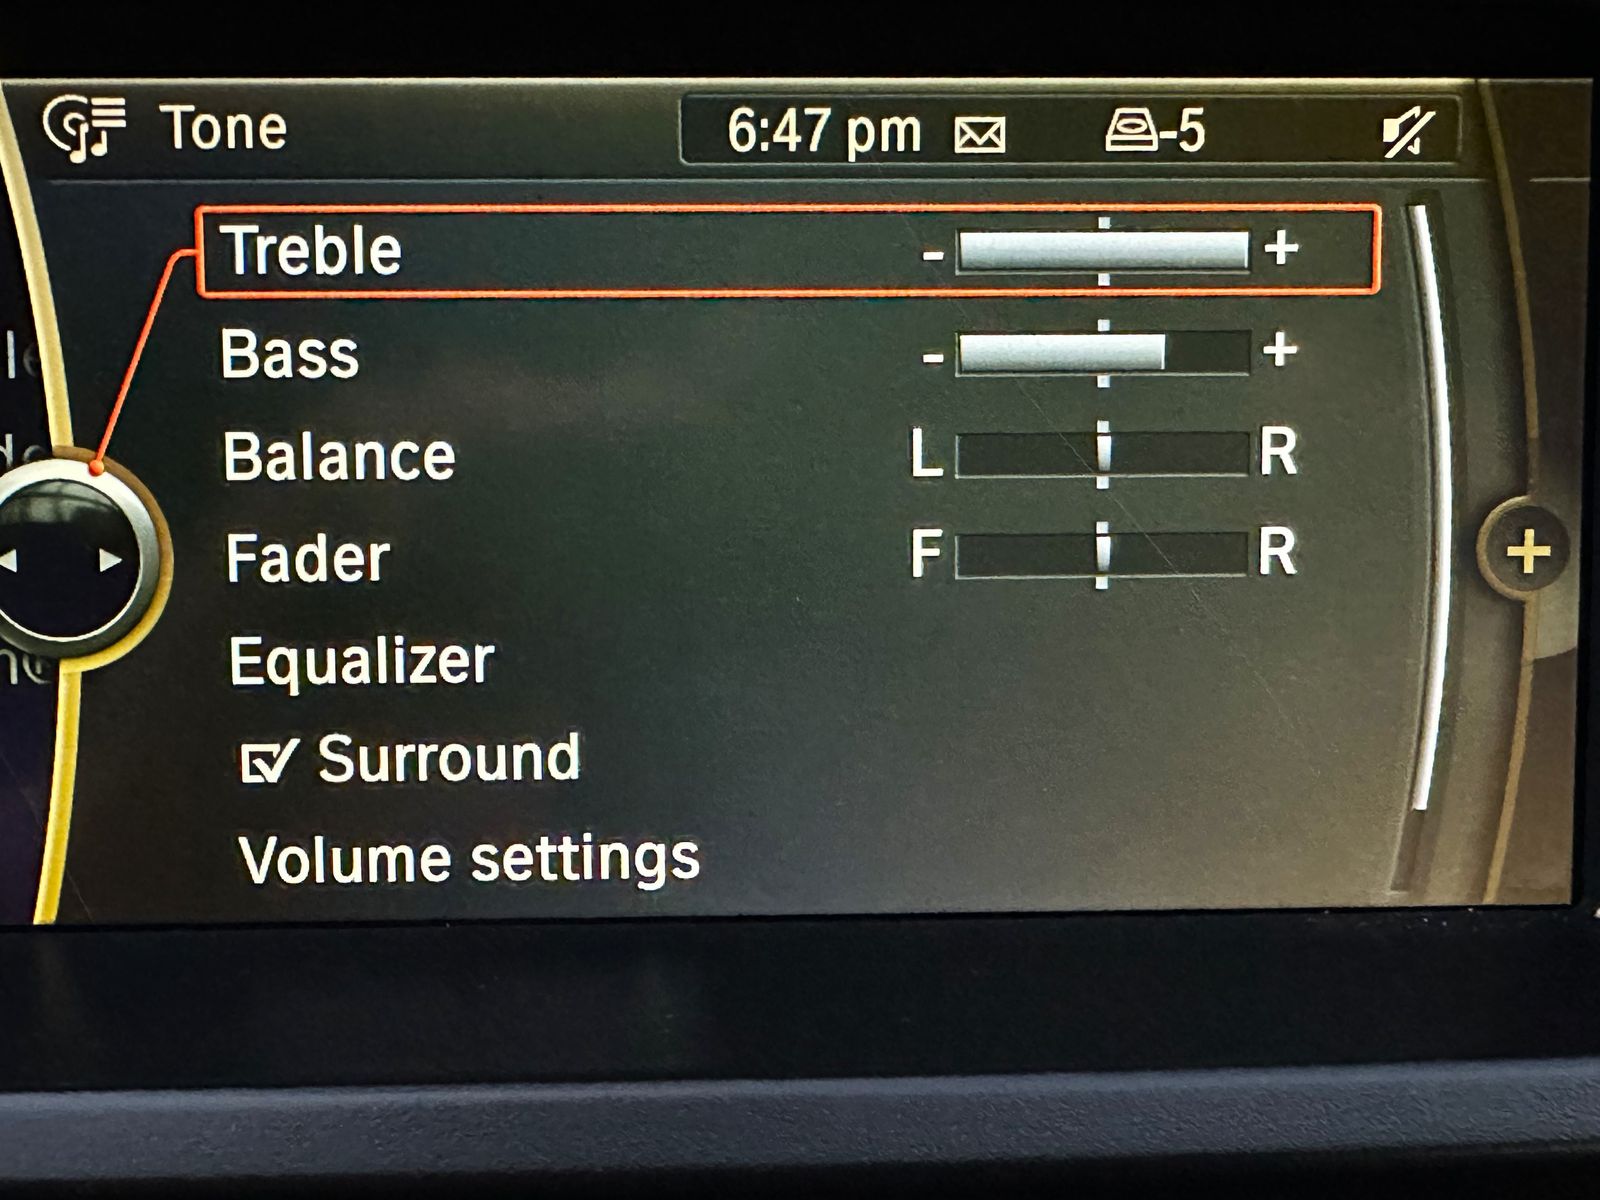 Tone 6:47 pm -5
Treble - +
Bass - +
Balance L R
Fader F R
Equalizer
Surround
Volume settings
+